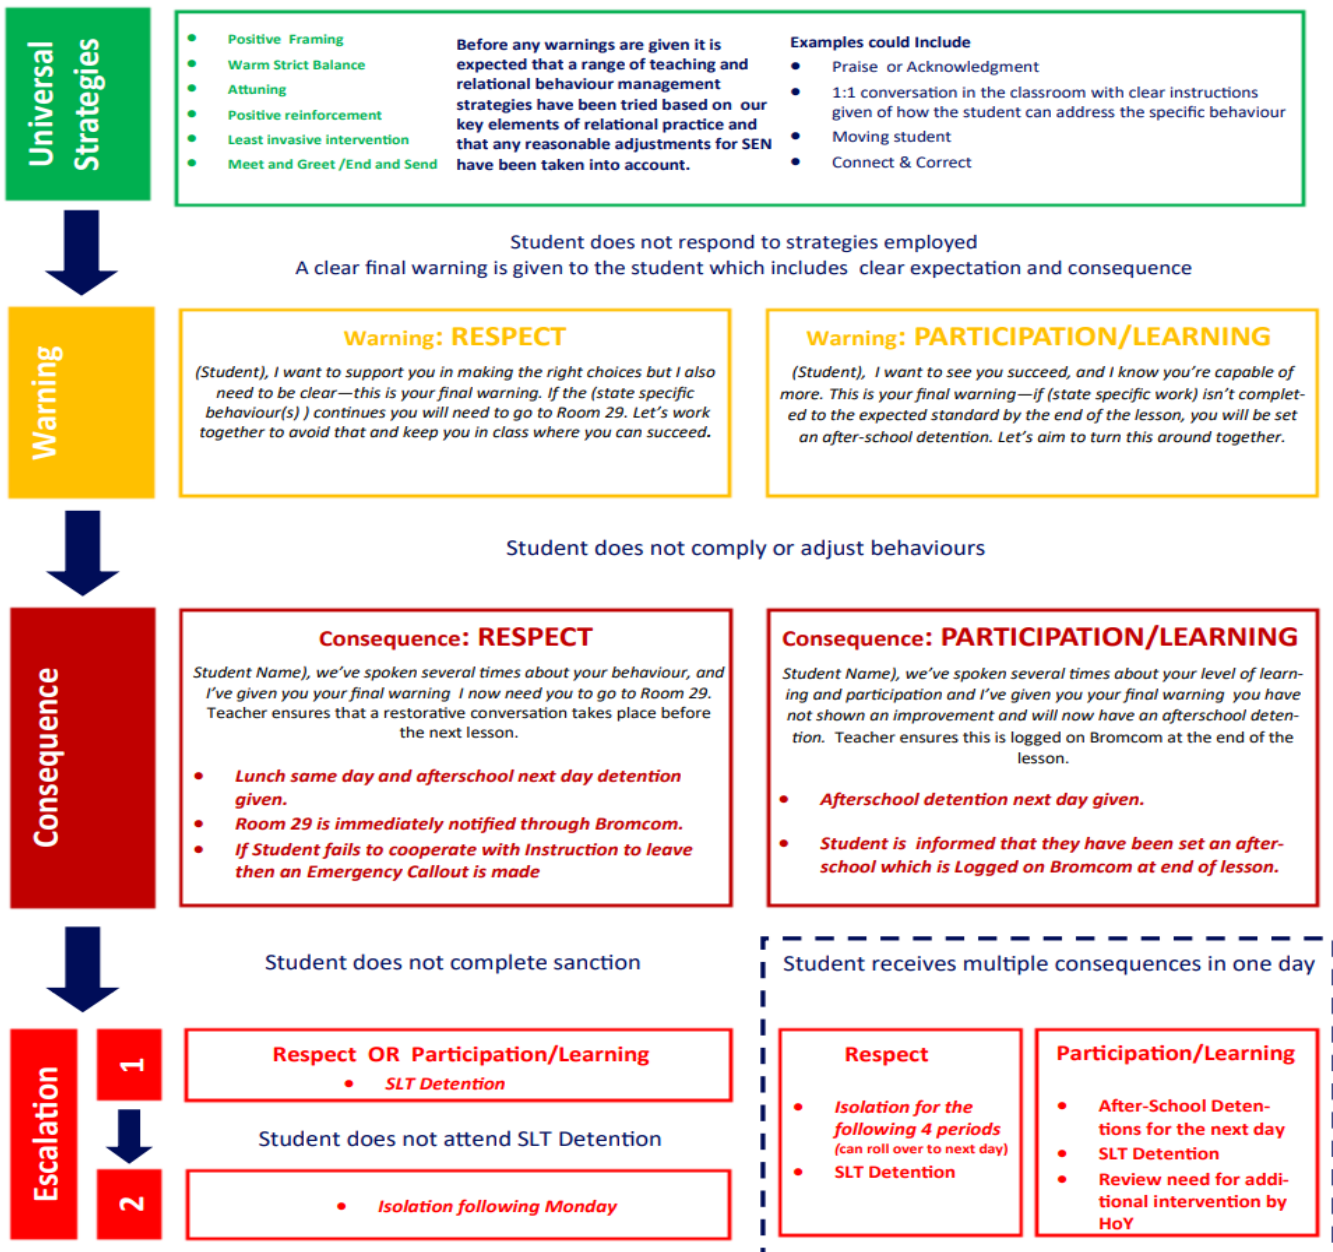 Universal
Strategies
Positive Framing
Warm Strict Balance
Attuning
Positive reinforcement
Least invasive intervention
Meet and Greet /End and Send
Before any warnings are given it is
expected that a range of teaching and
relational behaviour management
strategies have been tried based on our
key elements of relational practice and
that any reasonable adjustments for SEN
have been taken into account.
Examples could Include
Praise or Acknowledgment
1:1 conversation in the classroom with clear instructions
given of how the student can address the specific behaviour
Moving student
Connect & Correct
Student does not respond to strategies employed
A clear final warning is given to the student which includes clear expectation and consequence
Warning
Warning: RESPECT
(Student), I want to support you in making the right choices but I also
need to be clear—this is your final warning. If the (state specific
behaviour(s) ) continues you will need to go to Room 29. Let's work
together to avoid that and keep you in class where you can succeed.
Warning: PARTICIPATION/LEARNING
(Student), I want to see you succeed, and I know you're capable of
more. This is your final warning—if (state specific work) isn't complet-
ed to the expected standard by the end of the lesson, you will be set
an after-school detention. Let's aim to turn this around together.
Student does not comply or adjust behaviours
Consequence
Consequence: RESPECT
Student Name), we've spoken several times about your behaviour, and
I've given you your final warning I now need you to go to Room 29.
Teacher ensures that a restorative conversation takes place before
the next lesson.
Lunch same day and afterschool next day detention
given.
Room 29 is immediately notified through Bromcom.
If Student fails to cooperate with Instruction to leave
then an Emergency Callout is made
Consequence: PARTICIPATION/LEARNING
Student Name), we've spoken several times about your level of learn-
ing and participation and I've given you your final warning you have
not shown an improvement and will now have an afterschool deten-
tion. Teacher ensures this is logged on Bromcom at the end of the
lesson.
Afterschool detention next day given.
Student is informed that they have been set an after-
school which is Logged on Bromcom at end of lesson.
Student does not complete sanction
Escalation
1
Respect OR Participation/Learning
SLT Detention
Student does not attend SLT Detention
2
Isolation following Monday
Student receives multiple consequences in one day
Respect
Isolation for the
following 4 periods
(can roll over to next day)
SLT Detention
Participation/Learning
After-School Deten-
tions for the next day
SLT Detention
Review need for addi-
tional intervention by
HoY